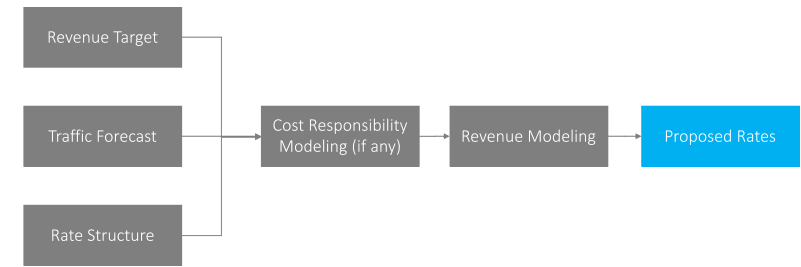 Revenue Target
Traffic Forecast
Rate Structure
Cost Responsibility
Modeling (if any)
Revenue Modeling
Proposed Rates